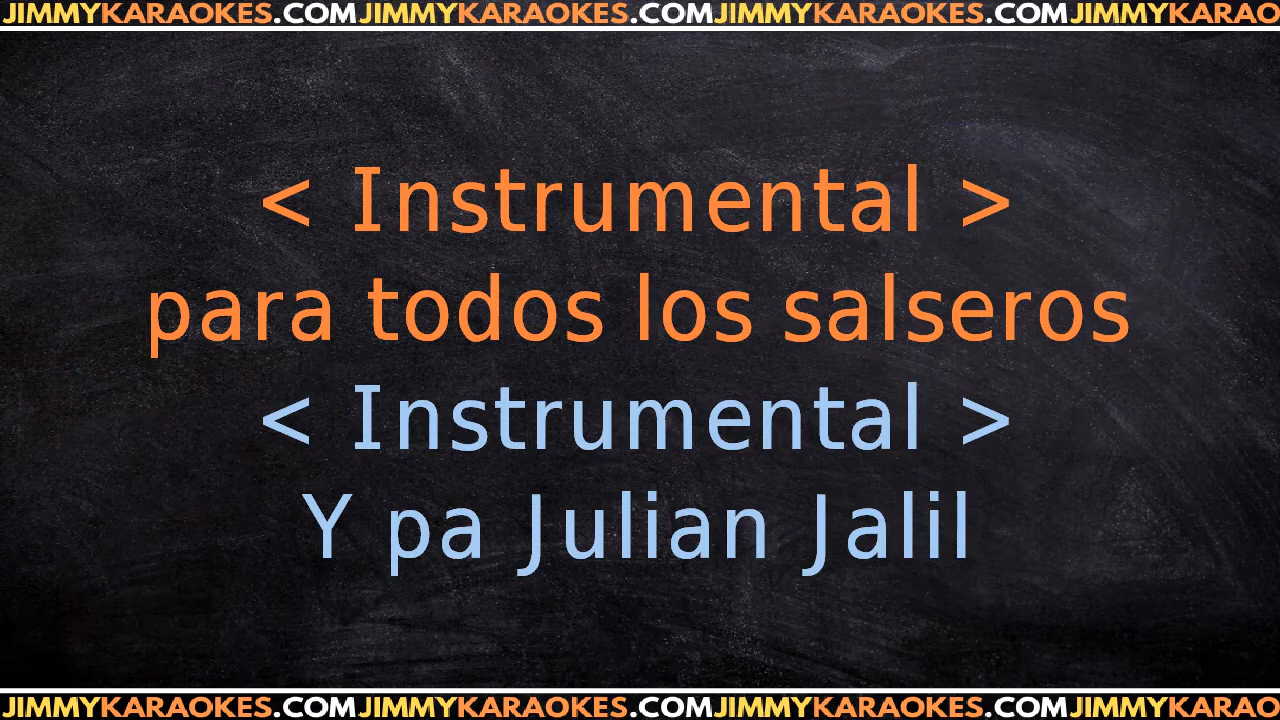 JIMMYKARAOKES.COMJIMMYKARAOKES.COMJIMMYKARAOKES.COMJIMMYKARAO
< Instrumental >
para todos los salseros
< Instrumental >
Y pa Julian Jalil
JIMMYKARAOKES.COMJIMMYKARAOKES.COMJIMMYKARAOKES.COMJIMMYKARAO